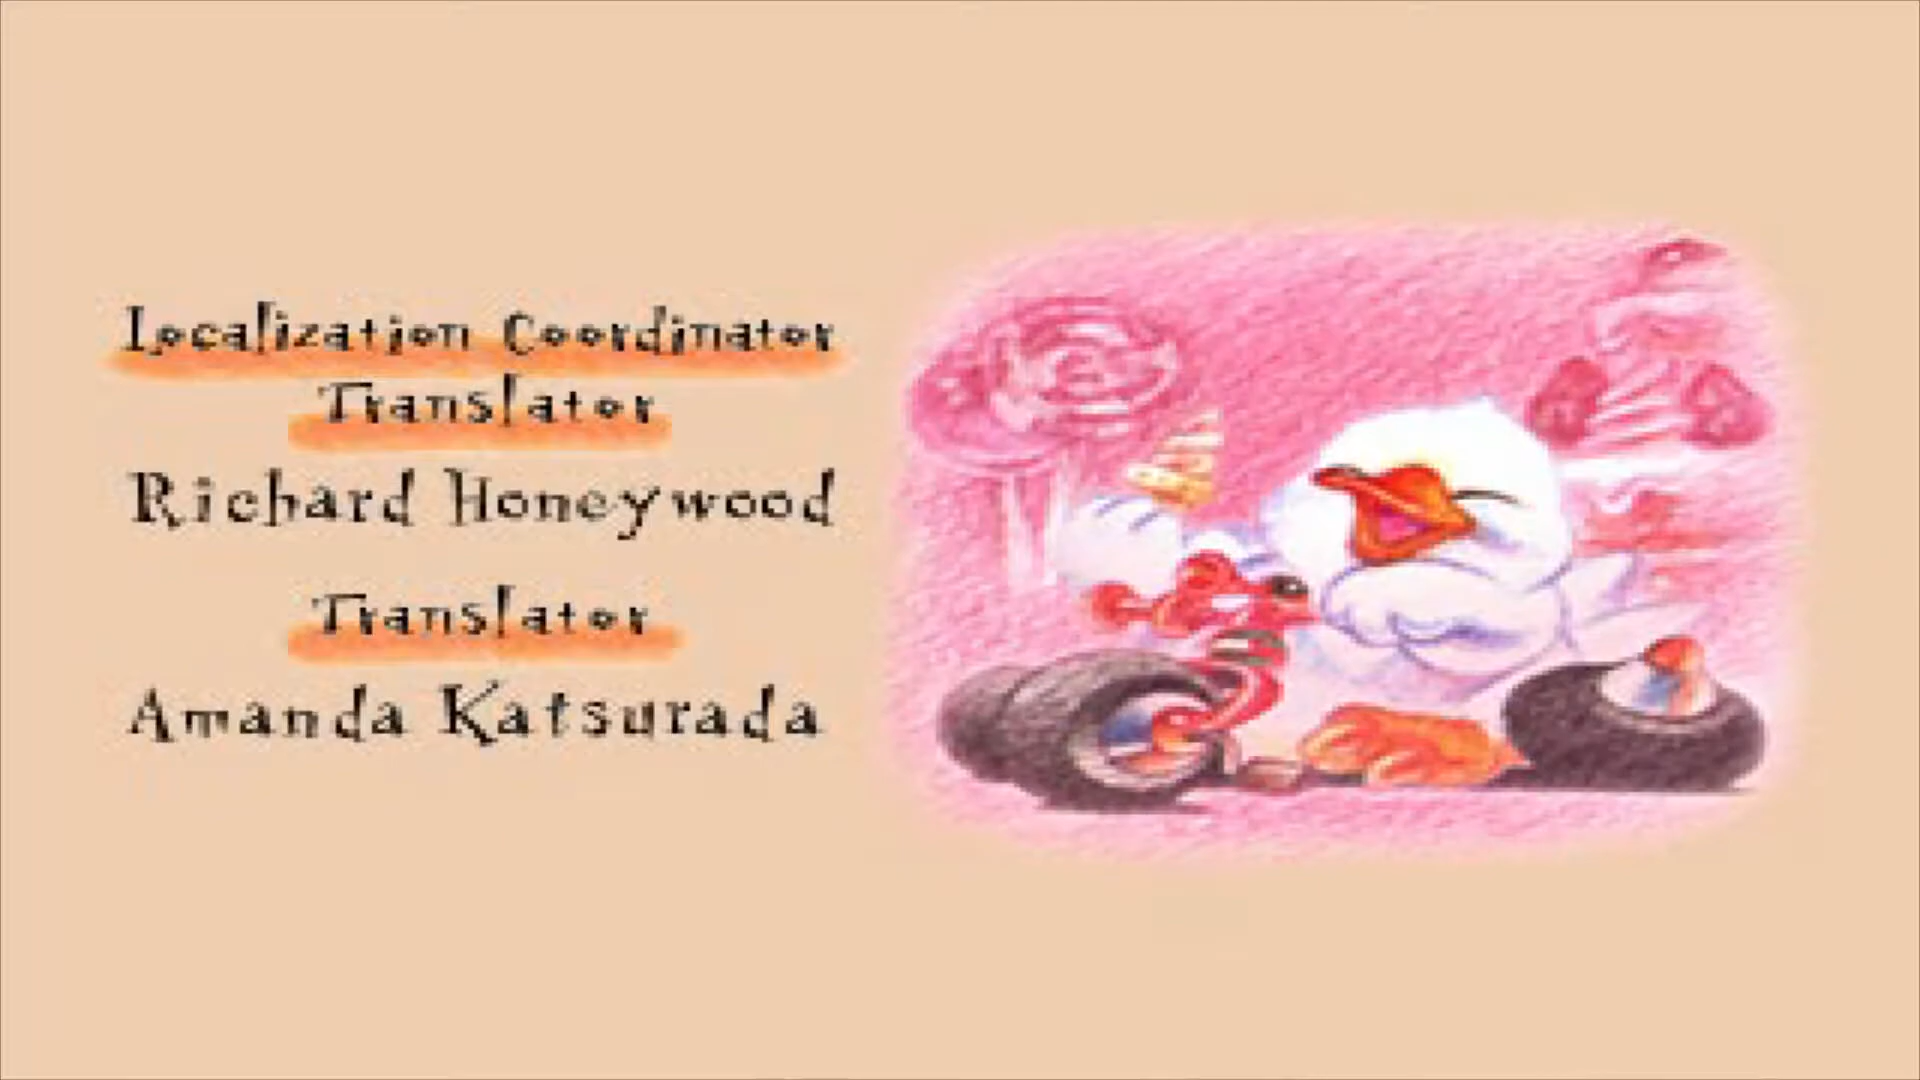 Localization Coordinator
Translator
Richard Honeywood
Translator
Amanda Katsurada